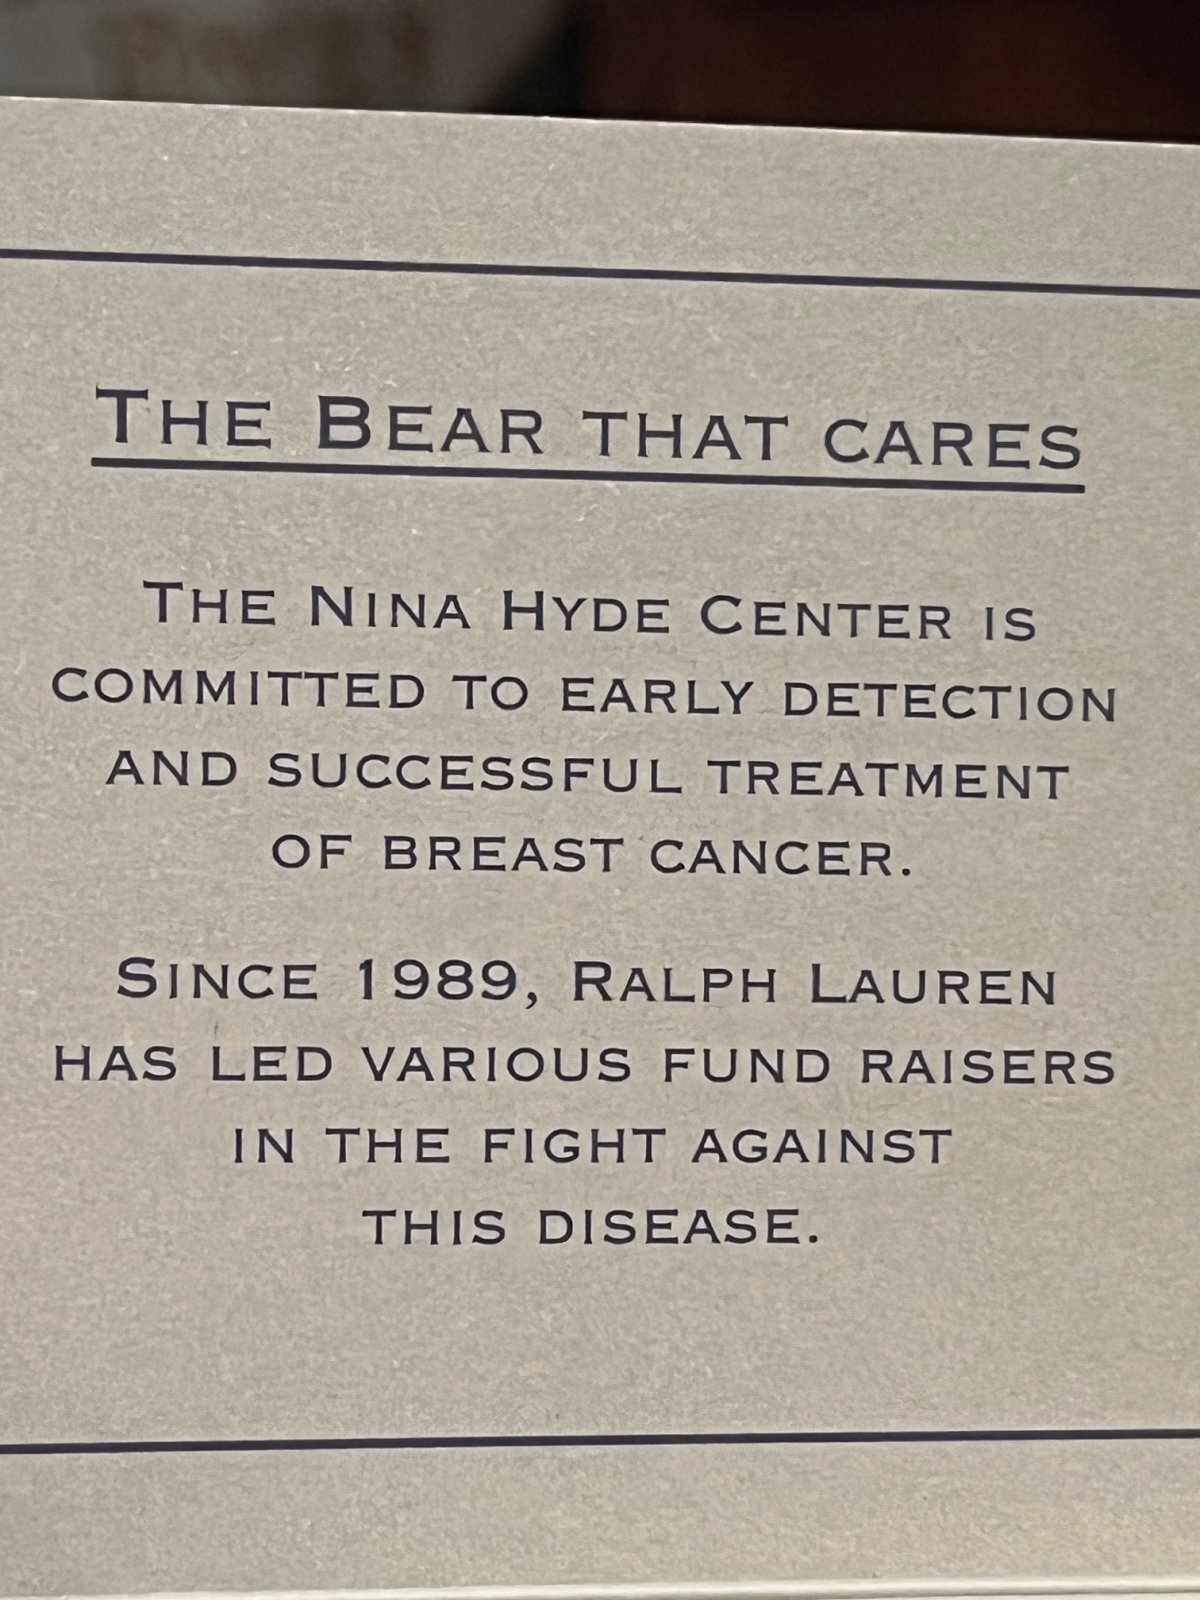 The Bear that cares
The Nina Hyde Center is
committed to early detection
and successful treatment
of breast cancer.
Since 1989, Ralph Lauren
has led various fund raisers
in the fight against
this disease.